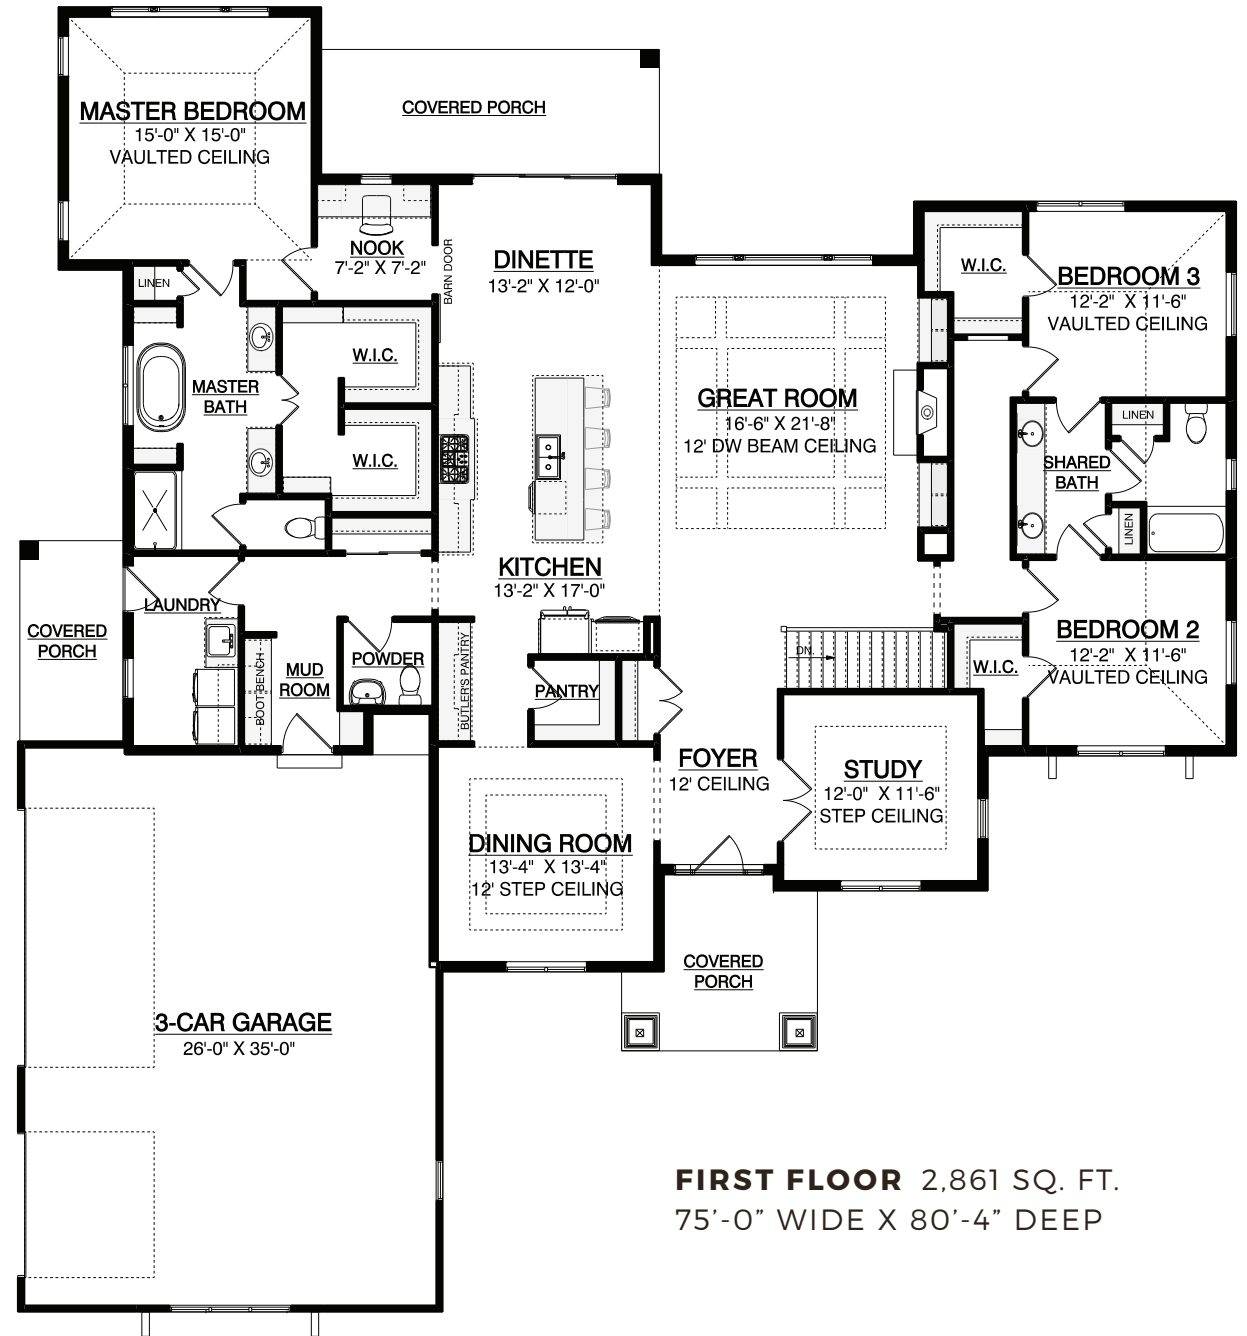 MASTER BEDROOM
15'-0" X 15'-0"
VAULTED CEILING
COVERED PORCH
NOOK
7'-2" X 7'-2"
BARN DOOR
DINETTE
13'-2" X 12'-0"
W.I.C.
BEDROOM 3
12'-2" X 11'-6"
VAULTED CEILING
LINEN
MASTER
BATH
W.I.C.
W.I.C.
GREAT ROOM
16'-6" X 21'-8"
12' DW BEAM CEILING
LINEN
SHARED
BATH
LINEN
KITCHEN
13'-2" X 17'-0"
LAUNDRY
COVERED
PORCH
BOOT BENCH
MUD
ROOM
POWDER
BUTLER'S PANTRY
PANTRY
DN.
W.I.C.
BEDROOM 2
12'-2" X 11'-6"
VAULTED CEILING
FOYER
12' CEILING
STUDY
12'-0" X 11'-6"
STEP CEILING
DINING ROOM
13'-4" X 13'-4"
12' STEP CEILING
COVERED
PORCH
3-CAR GARAGE
26'-0" X 35'-0"
FIRST FLOOR 2,861 SQ. FT.
75'-0" WIDE X 80'-4" DEEP